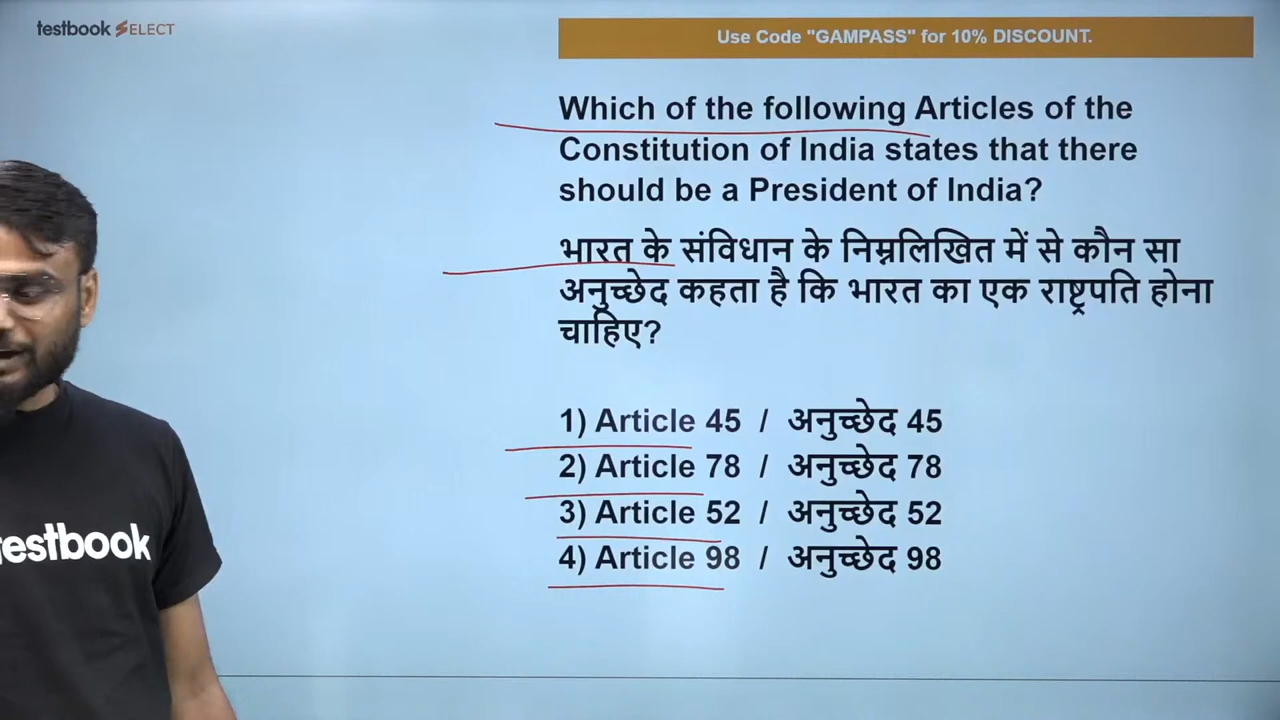 testbook SELECT
Use Code "GAMPASS" for 10% DISCOUNT.
Which of the following Articles of the
Constitution of India states that there
should be a President of India?
भारत के संविधान के निम्नलिखित में से कौन सा
अनुच्छेद कहता है कि भारत का एक राष्ट्रपति होना
चाहिए?
1) Article 45 / अनुच्छेद 45
2) Article 78 / अनुच्छेद 78
3) Article 52 / अनुच्छेद 52
4) Article 98 / अनुच्छेद 98
testbook